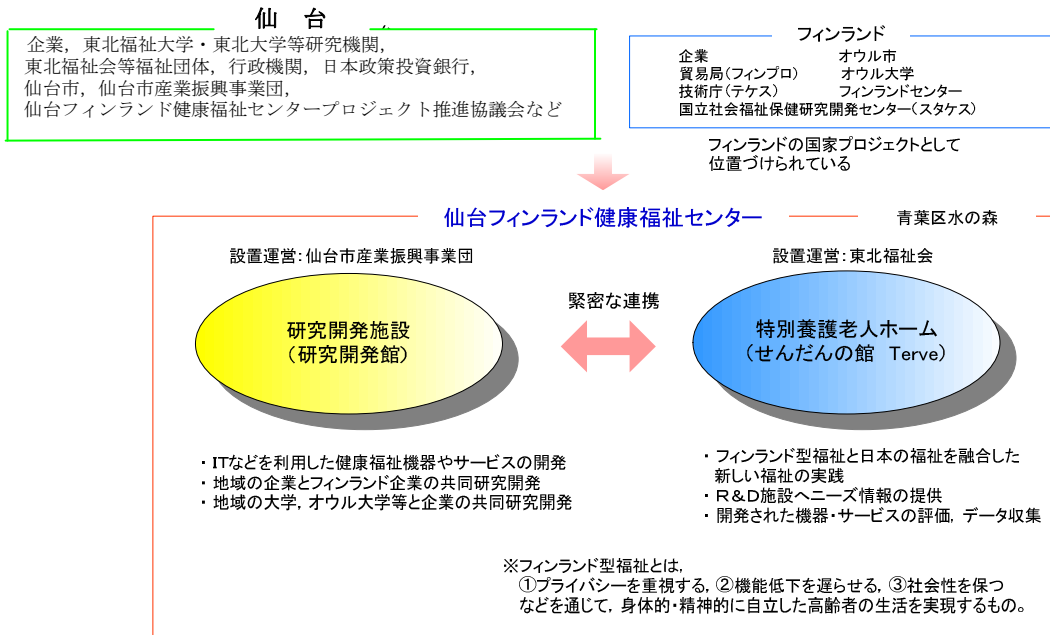 仙　台
企業，東北福祉大学・東北大学等研究機関，
東北福祉会等福祉団体，行政機関，日本政策投資銀行，
仙台市，仙台市産業振興事業団，
仙台フィンランド健康福祉センタープロジェクト推進協議会など
フィンランド
企業　オウル市
貿易局（フィンプロ）　オウル大学
技術庁（テケス）　フィンランドセンター
国立社会福祉保健研究開発センター（スタケス）
フィンランドの国家プロジェクトとして
位置づけられている
仙台フィンランド健康福祉センター
青葉区水の森
設置運営：仙台市産業振興事業団
研究開発施設
（研究開発館）
緊密な連携
設置運営：東北福祉会
特別養護老人ホーム
（せんだんの館　Terve）
・ITなどを利用した健康福祉機器やサービスの開発
・地域の企業とフィンランド企業の共同研究開発
・地域の大学，オウル大学等と企業の共同研究開発
・フィンランド型福祉と日本の福祉を融合した
新しい福祉の実践
・Ｒ＆Ｄ施設へニーズ情報の提供
・開発された機器・サービスの評価，データ収集
※フィンランド型福祉とは，
①プライバシーを重視する，②機能低下を遅らせる，③社会性を保つ
などを通じて，身体的・精神的に自立した高齢者の生活を実現するもの。